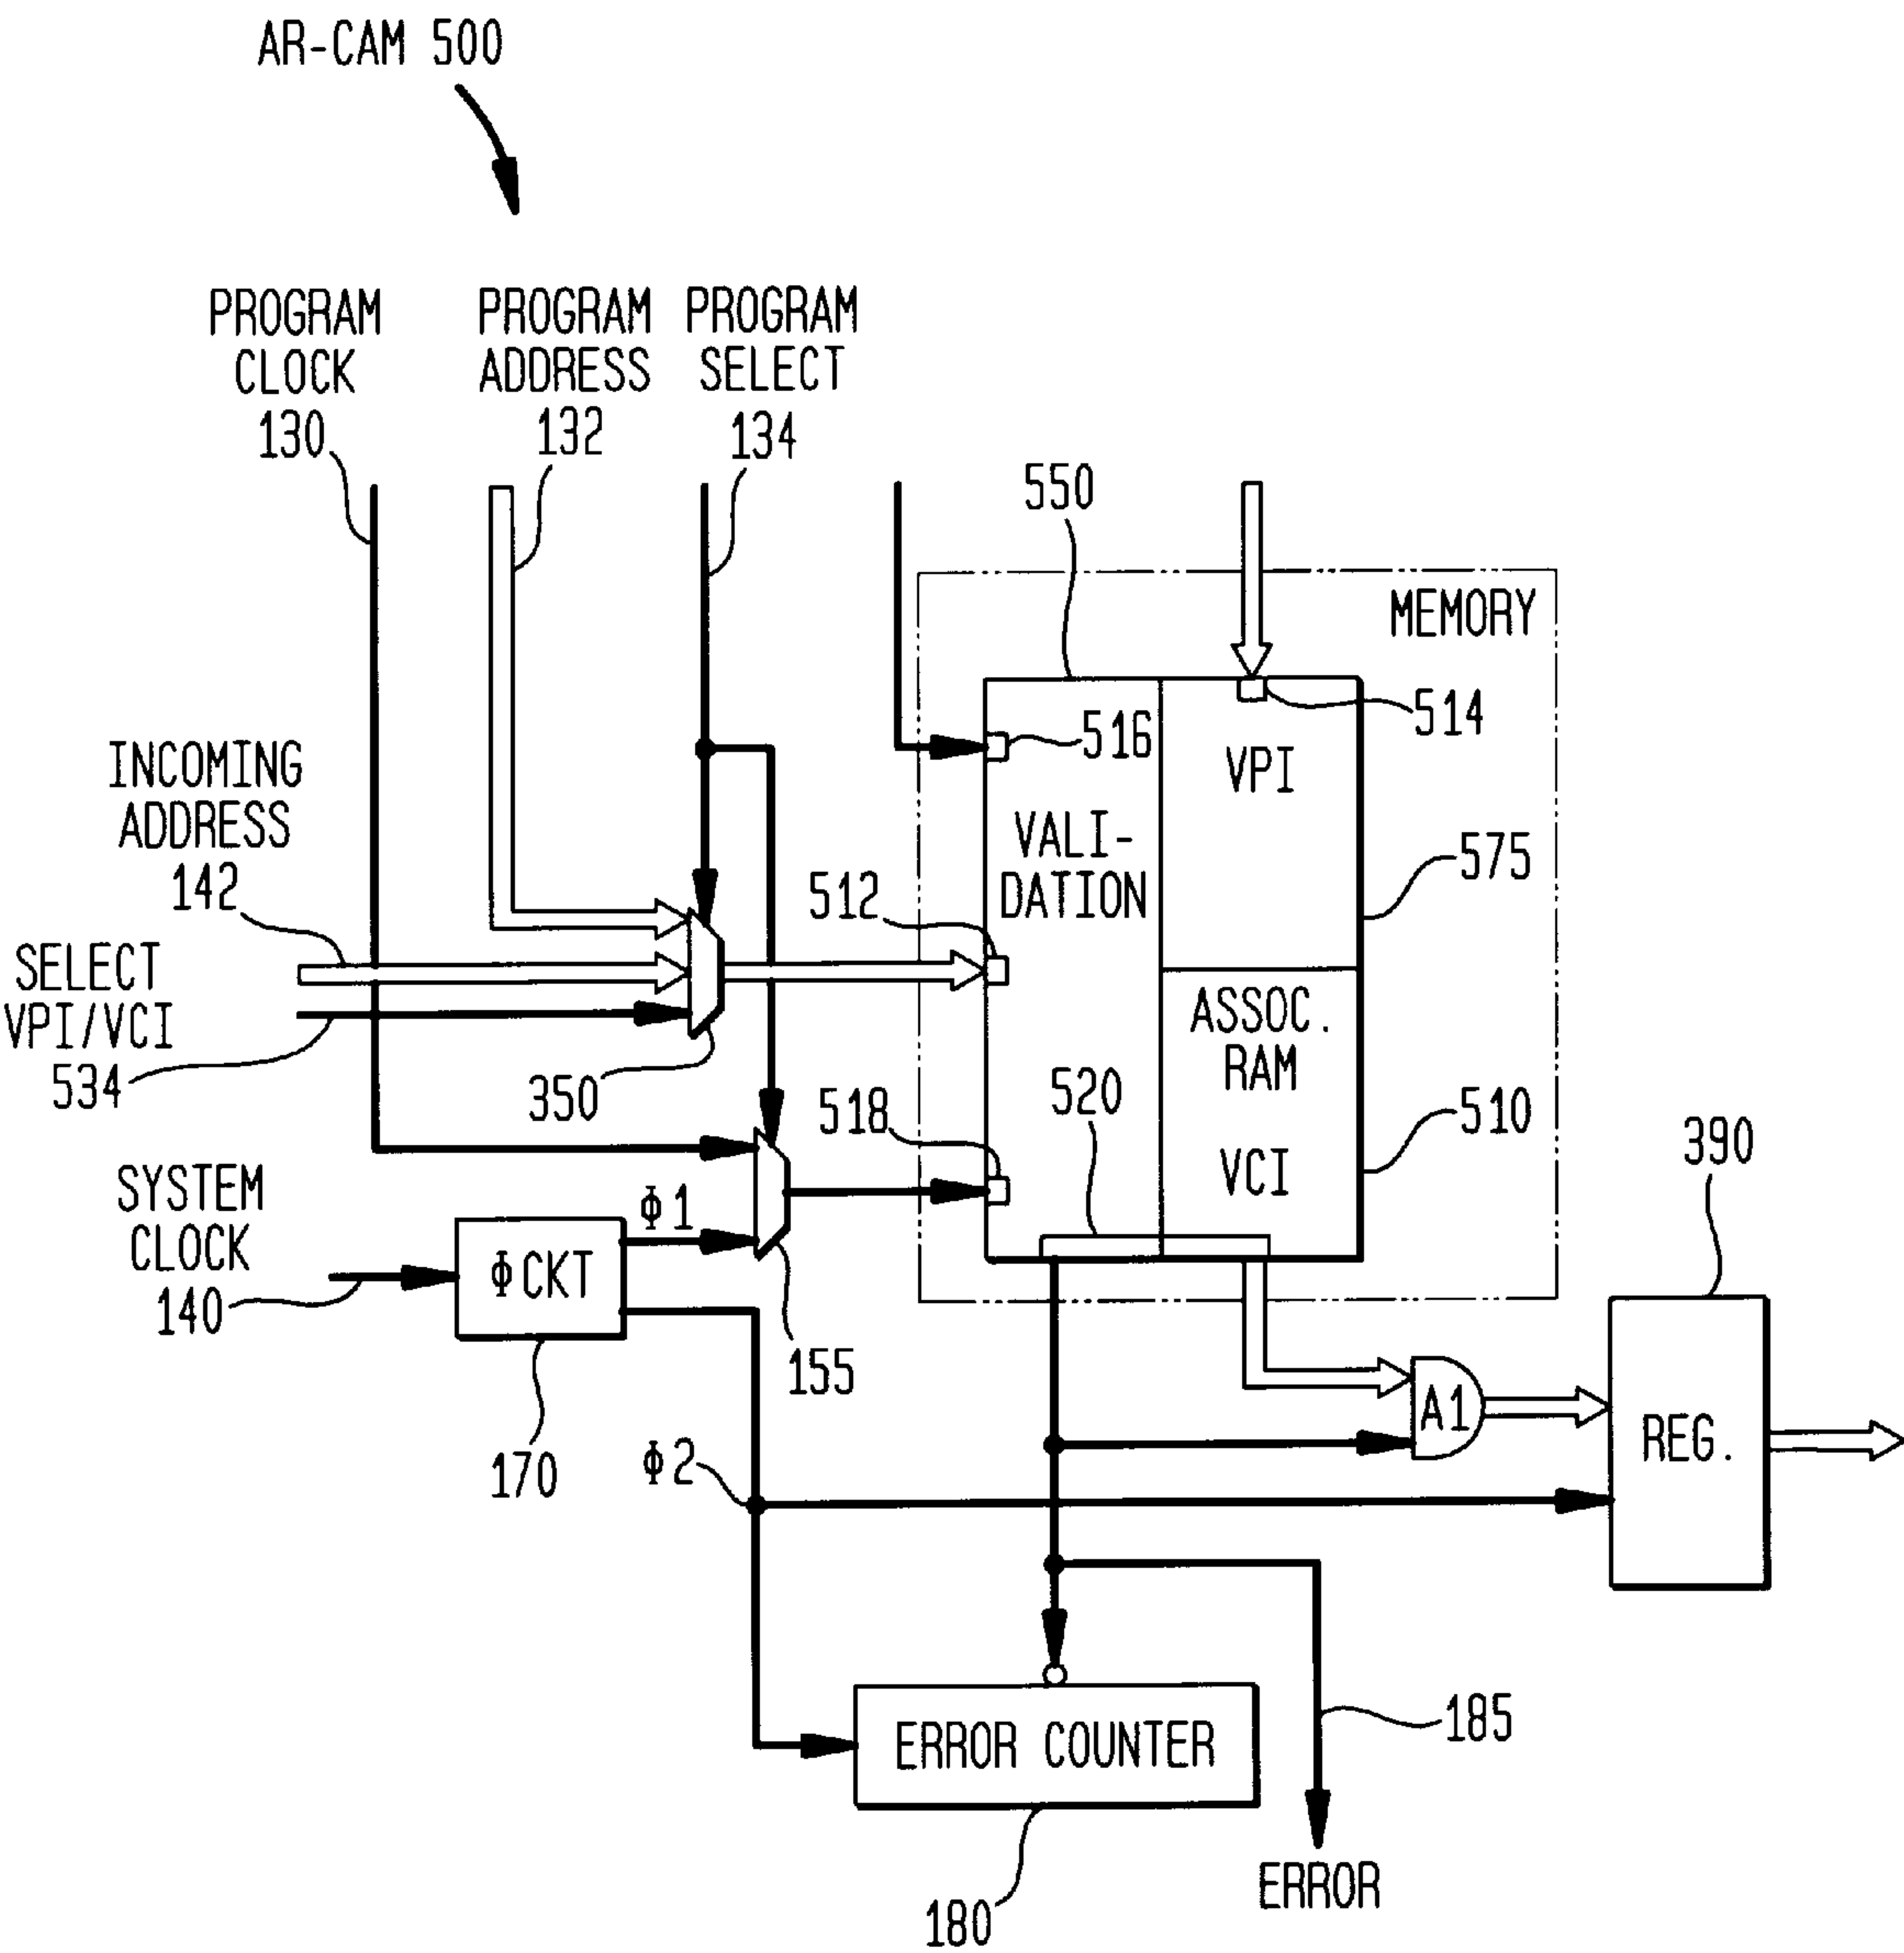 AR-CAM 500
PROGRAM
CLOCK
130
PROGRAM
ADDRESS
132
PROGRAM
SELECT
134
550
MEMORY
514
516
VPI
INCOMING
ADDRESS
142
VALI-
DATION
575
512
SELECT
VPI/VCI
534
ASSOC.
RAM
350
520
518
510
VCI
390
SYSTEM
CLOCK
140
Φ1
ΦCKT
155
170
A1
REG.
Φ2
185
ERROR COUNTER
180
ERROR